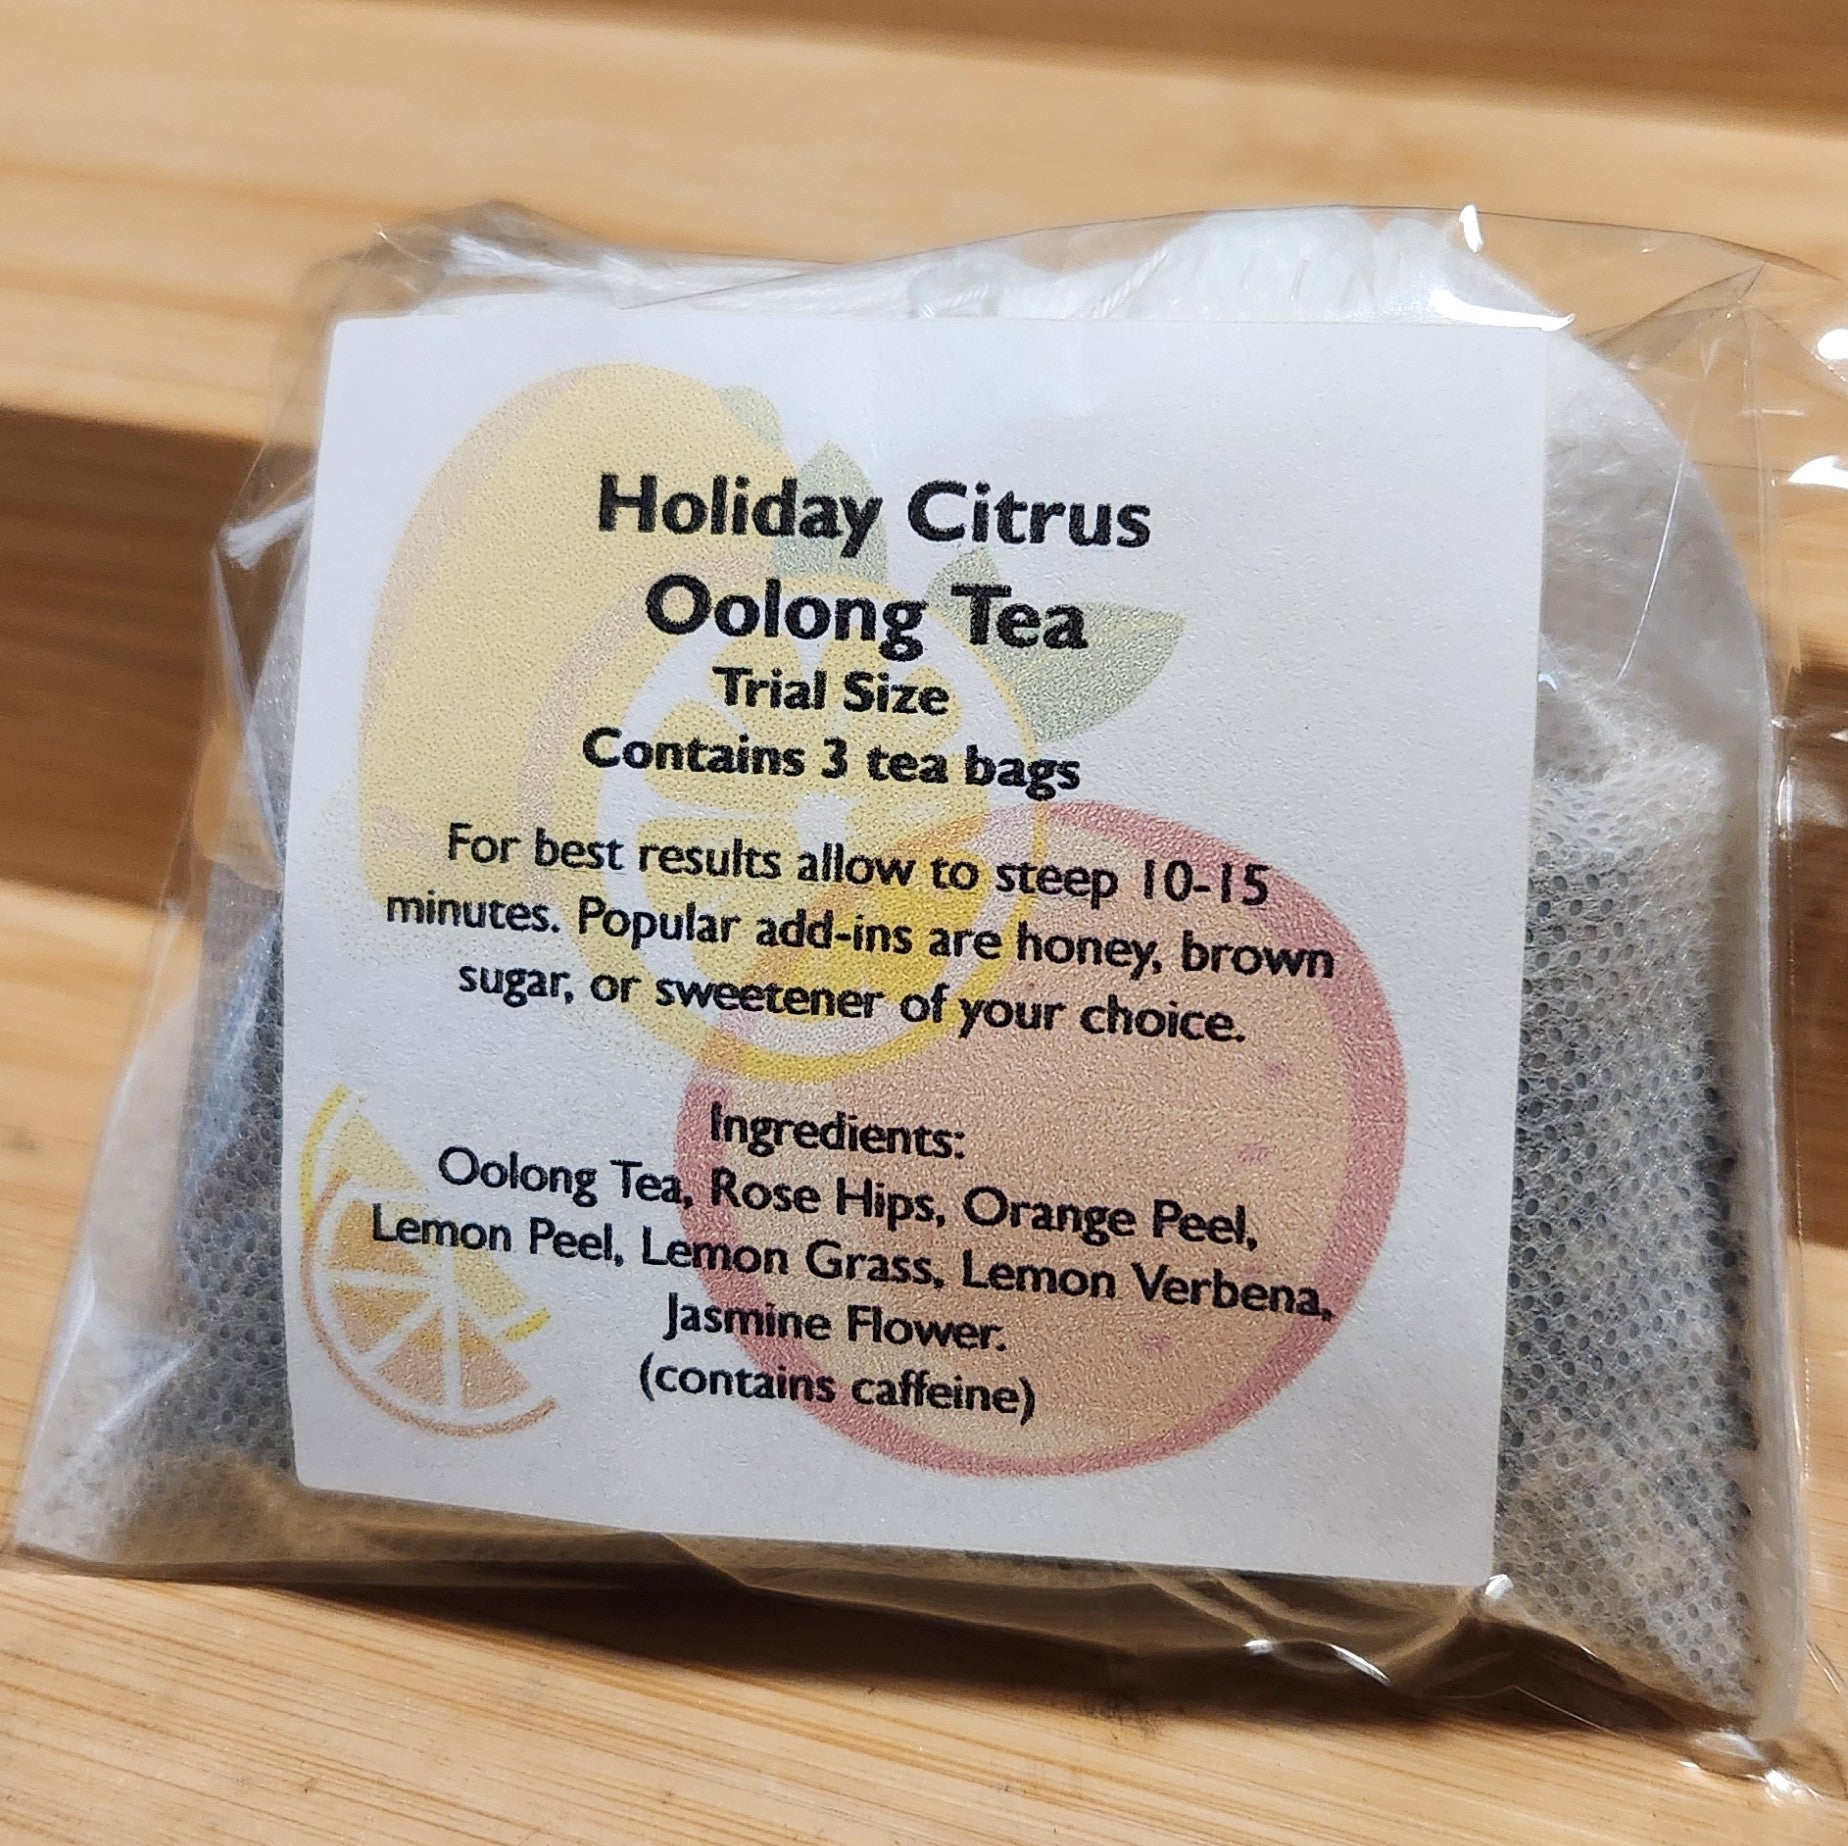 Holiday Citrus
Oolong Tea
Trial Size
Contains 3 tea bags
For best results allow to steep 10-15
minutes. Popular add-ins are honey, brown
sugar, or sweetener of your choice.
Ingredients:
Oolong Tea, Rose Hips, Orange Peel,
Lemon Peel, Lemon Grass, Lemon Verbena,
Jasmine Flower.
(contains caffeine)